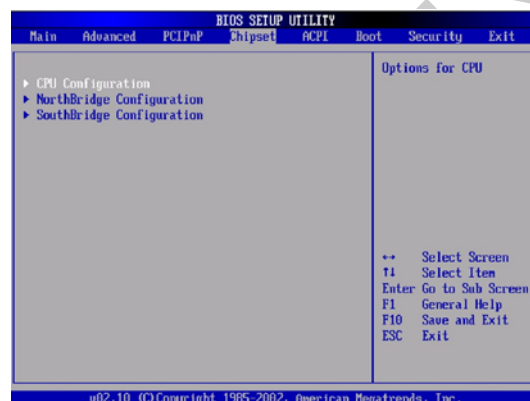 BIOS SETUP UTILITY
Main Advanced PCIPnP Chipset ACPI Boot Security Exit
Options for CPU
▶ CPU Configuration
▶ NorthBridge Configuration
▶ SouthBridge Configuration
↔ Select Screen
↑↓ Select Item
Enter Go to Sub Screen
F1 General Help
F10 Save and Exit
ESC Exit
v02.10 (C)Copyright 1985-2002, American Megatrends, Inc.